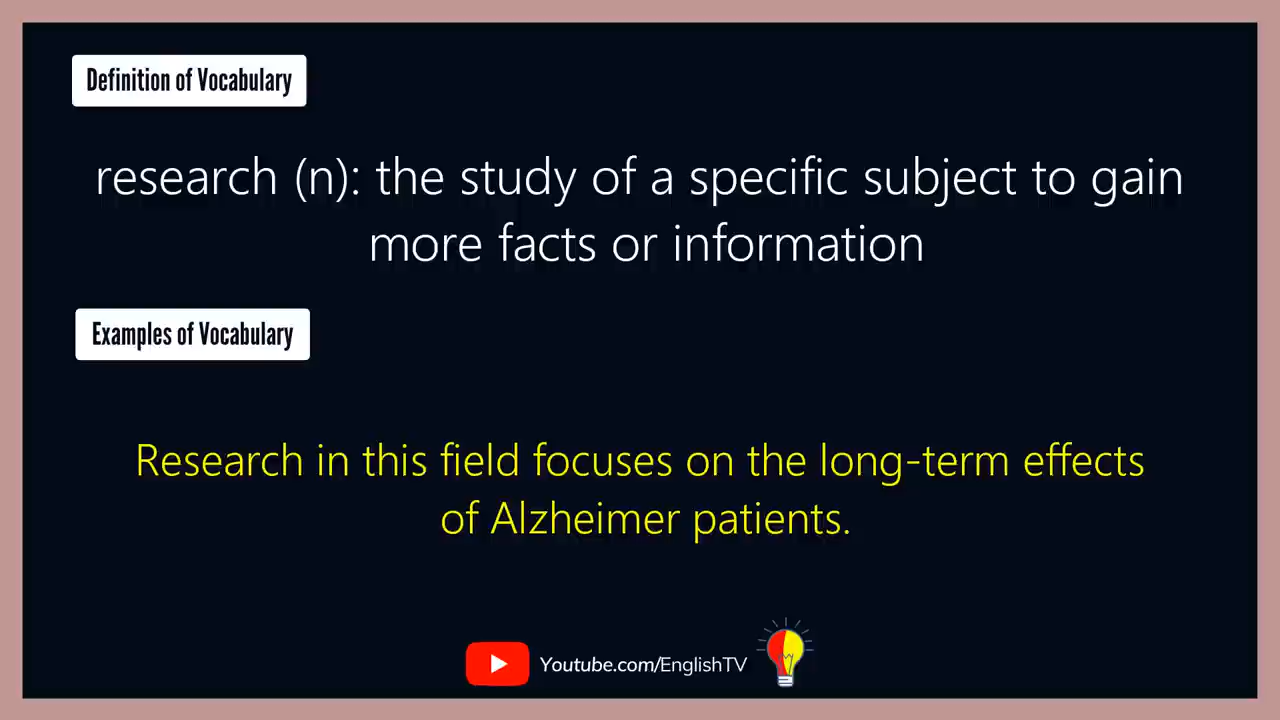 Definition of Vocabulary
research (n): the study of a specific subject to gain
more facts or information
Examples of Vocabulary
Research in this field focuses on the long-term effects
of Alzheimer patients.
Youtube.com/EnglishTV